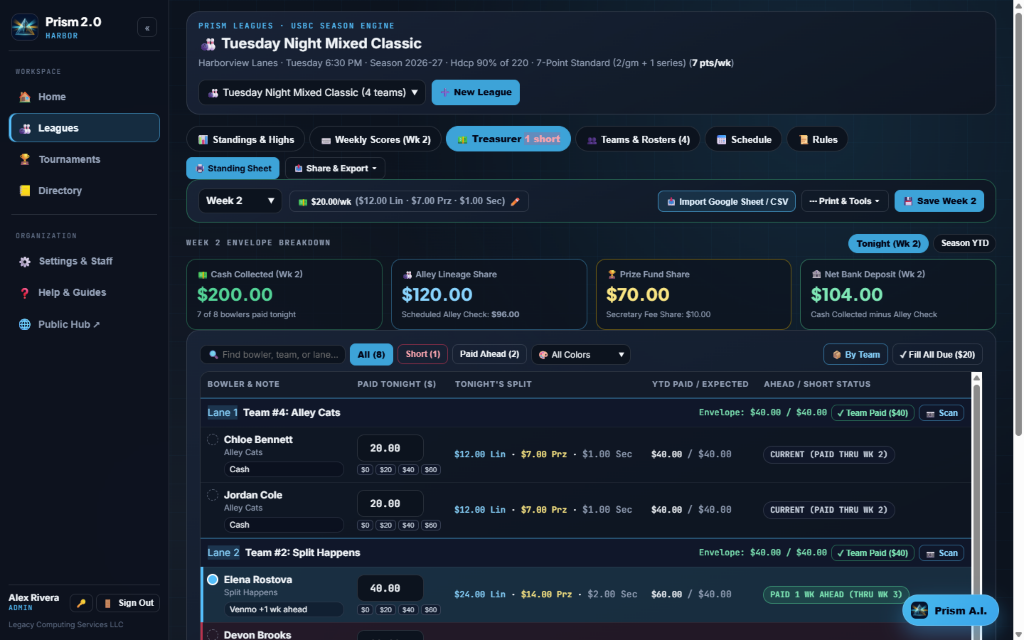 Prism 2.0
HARBOR
«
WORKSPACE
Home
Leagues
Tournaments
Directory
ORGANIZATION
Settings & Staff
Help & Guides
Public Hub ↗
Alex Rivera
ADMIN
Sign Out
Legacy Computing Services LLC
PRISM LEAGUES · USBC SEASON ENGINE
Tuesday Night Mixed Classic
Harborview Lanes · Tuesday 6:30 PM · Season 2026-27 · Hdcp 90% of 220 · 7-Point Standard (2/gm + 1 series) (7 pts/wk)
Tuesday Night Mixed Classic (4 teams) ▼
New League
Standings & Highs
Weekly Scores (Wk 2)
Treasurer 1 short
Teams & Rosters (4)
Schedule
Rules
Standing Sheet
Share & Export
Week 2 ▼
$20.00/wk ($12.00 Lin · $7.00 Prz · $1.00 Sec)
Import Google Sheet / CSV
Print & Tools
Save Week 2
WEEK 2 ENVELOPE BREAKDOWN
Tonight (Wk 2)
Season YTD
Cash Collected (Wk 2)
$200.00
7 of 8 bowlers paid tonight
Alley Lineage Share
$120.00
Scheduled Alley Check: $96.00
Prize Fund Share
$70.00
Secretary Fee Share: $10.00
Net Bank Deposit (Wk 2)
$104.00
Cash Collected minus Alley Check
Find bowler, team, or lane...
All (8)
Short (1)
Paid Ahead (2)
All Colors ▼
By Team
✓ Fill All Due ($20)
BOWLER & NOTE PAID TONIGHT ($) TONIGHT'S SPLIT YTD PAID / EXPECTED AHEAD / SHORT STATUS
Lane 1 Team #4: Alley Cats Envelope: $40.00 / $40.00 ✓ Team Paid ($40) Scan
Chloe Bennett
Alley Cats
Cash
20.00
$0 $20 $40 $60
$12.00 Lin · $7.00 Prz · $1.00 Sec
$40.00 / $40.00
CURRENT (PAID THRU WK 2)
Jordan Cole
Alley Cats
Cash
20.00
$0 $20 $40 $60
$12.00 Lin · $7.00 Prz · $1.00 Sec
$40.00 / $40.00
CURRENT (PAID THRU WK 2)
Lane 2 Team #2: Split Happens Envelope: $40.00 / $40.00 ✓ Team Paid ($40) Scan
Elena Rostova
Split Happens
Venmo +1 wk ahead
40.00
$0 $20 $40 $60
$24.00 Lin · $14.00 Prz · $2.00 Sec
$60.00 / $40.00
PAID 1 WK AHEAD (THRU WK 3)
Devon Brooks
Prism A.I.